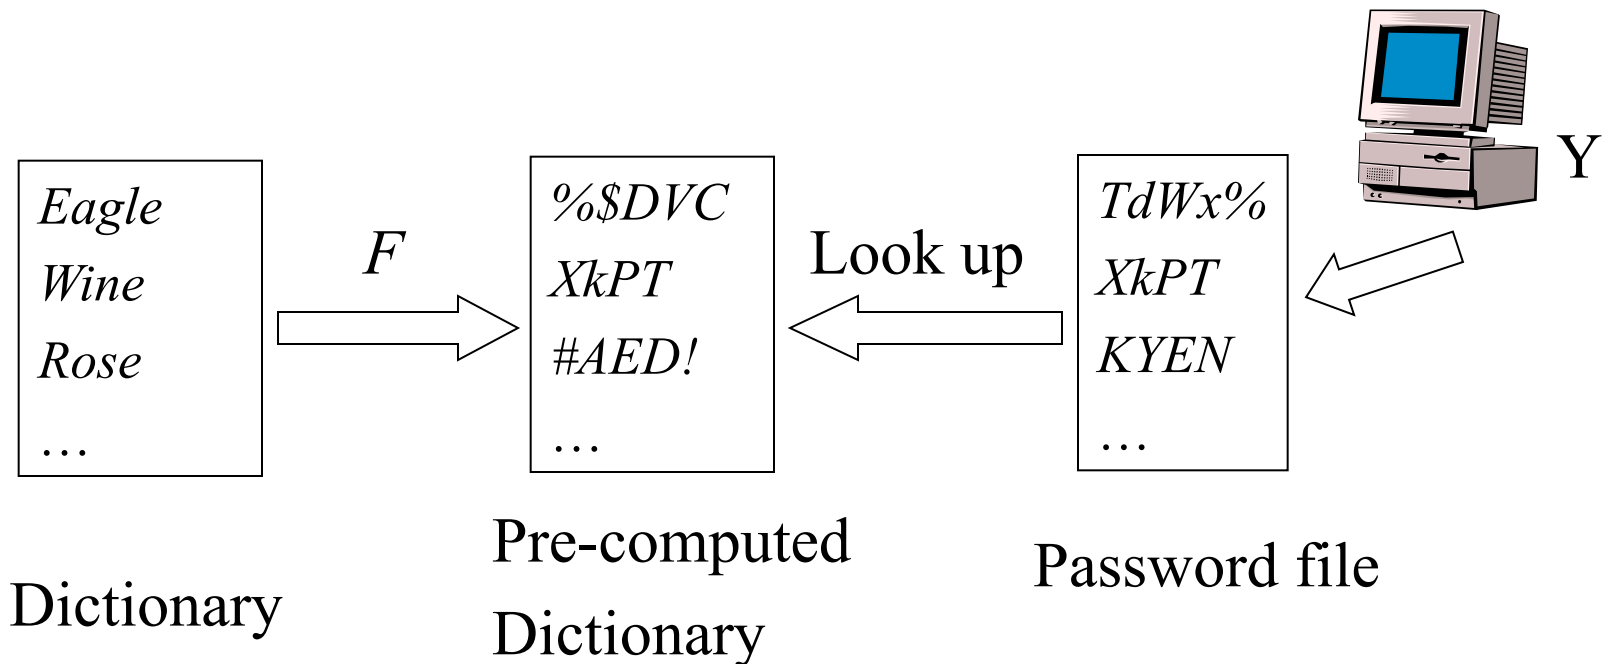 Eagle
Wine
Rose
…
Dictionary
F
%$DVC
XkPT
#AED!
…
Pre-computed
Dictionary
Look up
TdWx%
XkPT
KYEN
…
Password file
Y